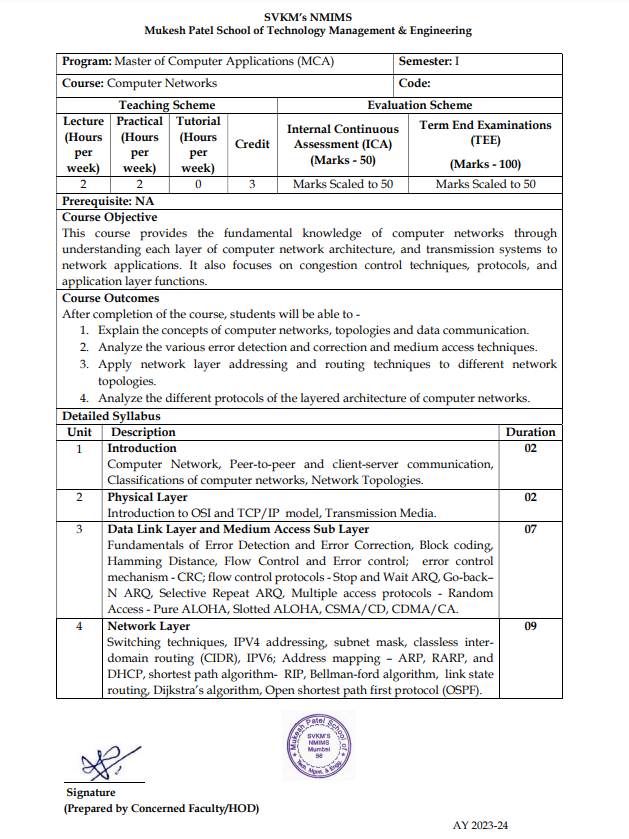 SVKM's NMIMS
Mukesh Patel School of Technology Management & Engineering
Program: Master of Computer Applications (MCA) Semester: I
Course: Computer Networks Code:
Teaching Scheme Evaluation Scheme
Lecture (Hours per week) Practical (Hours per week) Tutorial (Hours per week) Credit Internal Continuous Assessment (ICA) (Marks - 50) Term End Examinations (TEE) (Marks - 100)
2 2 0 3 Marks Scaled to 50 Marks Scaled to 50
Prerequisite: NA
Course Objective
This course provides the fundamental knowledge of computer networks through
understanding each layer of computer network architecture, and transmission systems to
network applications. It also focuses on congestion control techniques, protocols, and
application layer functions.
Course Outcomes
After completion of the course, students will be able to -
1. Explain the concepts of computer networks, topologies and data communication.
2. Analyze the various error detection and correction and medium access techniques.
3. Apply network layer addressing and routing techniques to different network
topologies.
4. Analyze the different protocols of the layered architecture of computer networks.
Detailed Syllabus
Unit Description Duration
1 Introduction 02
Computer Network, Peer-to-peer and client-server communication,
Classifications of computer networks, Network Topologies.
2 Physical Layer 02
Introduction to OSI and TCP/IP model, Transmission Media.
3 Data Link Layer and Medium Access Sub Layer 07
Fundamentals of Error Detection and Error Correction, Block coding,
Hamming Distance, Flow Control and Error control; error control
mechanism - CRC; flow control protocols - Stop and Wait ARQ, Go-back–
N ARQ, Selective Repeat ARQ, Multiple access protocols - Random
Access - Pure ALOHA, Slotted ALOHA, CSMA/CD, CDMA/CA.
4 Network Layer 09
Switching techniques, IPV4 addressing, subnet mask, classless inter-
domain routing (CIDR), IPV6; Address mapping – ARP, RARP, and
DHCP, shortest path algorithm- RIP, Bellman-ford algorithm, link state
routing, Dijkstra's algorithm, Open shortest path first protocol (OSPF).
Mukesh Patel School of
Tech. Mgmt. & Engg.
SVKM'S
NMIMS
Mumbai
56
Signature
(Prepared by Concerned Faculty/HOD)
AY 2023-24